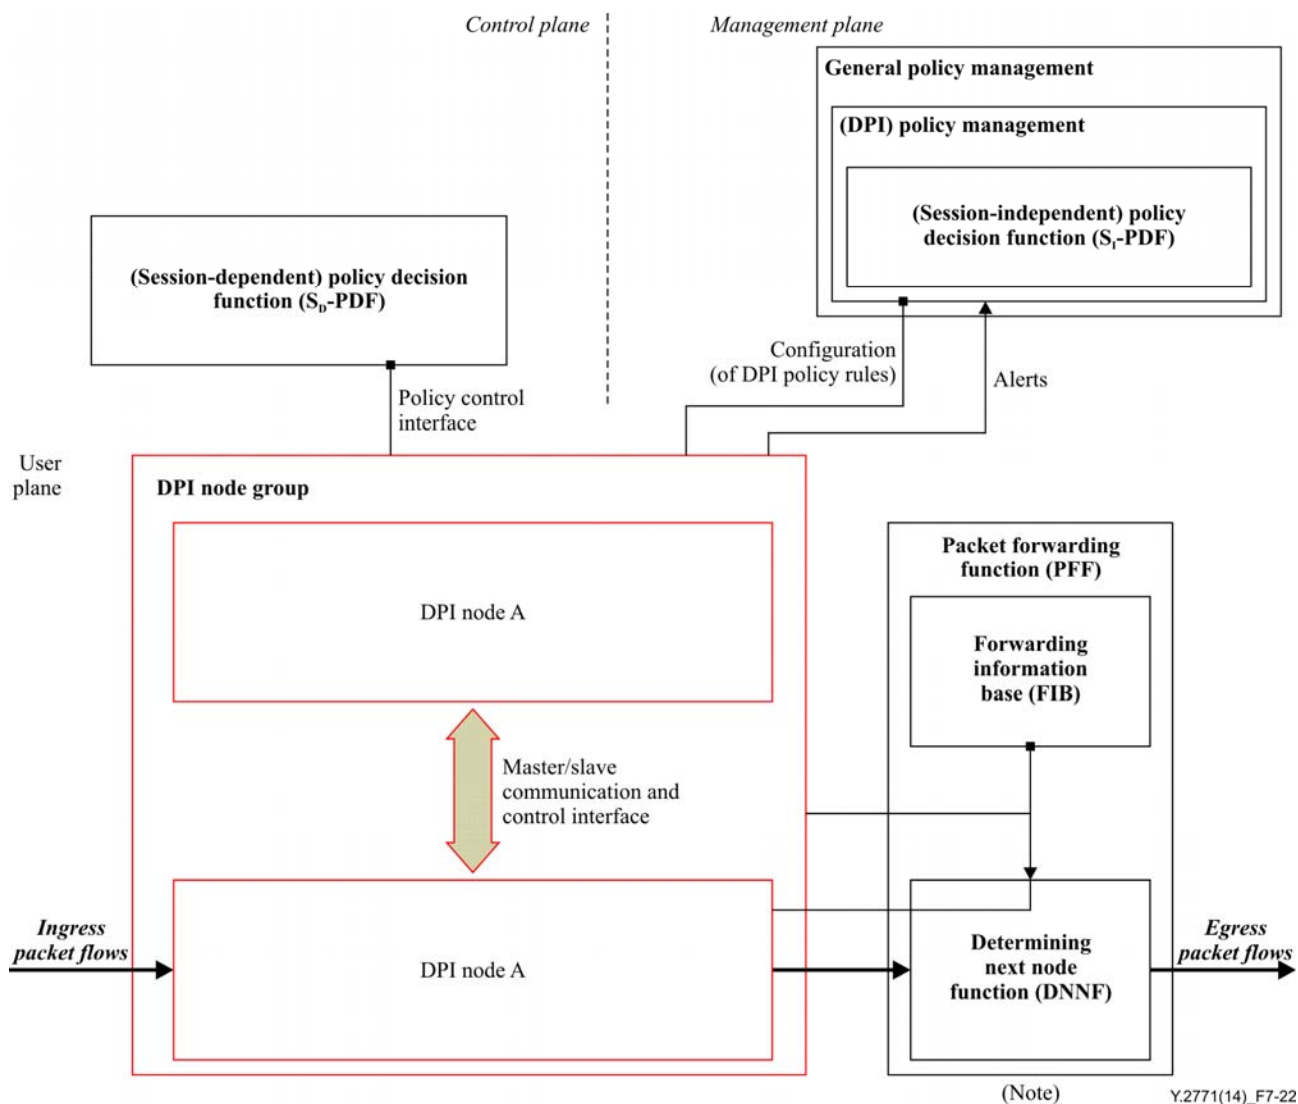 Control plane
Management plane
General policy management
(DPI) policy management
(Session-independent) policy
decision function (SI-PDF)
(Session-dependent) policy decision
function (SD-PDF)
Configuration
(of DPI policy rules)
Alerts
Policy control
interface
User
plane
DPI node group
DPI node A
Packet forwarding
function (PFF)
Forwarding
information
base (FIB)
Master/slave
communication and
control interface
Ingress
packet flows
DPI node A
Determining
next node
function (DNNF)
Egress
packet flows
(Note)
Y.2771(14)_F7-22